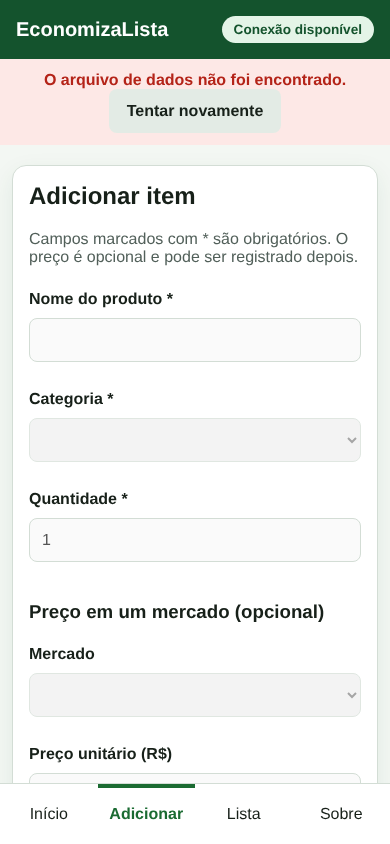 EconomizaLista
Conexão disponível
O arquivo de dados não foi encontrado.
Tentar novamente
Adicionar item
Campos marcados com * são obrigatórios. O
preço é opcional e pode ser registrado depois.
Nome do produto *
Categoria *
Quantidade *
1
Preço em um mercado (opcional)
Mercado
Preço unitário (R$)
Início
Adicionar
Lista
Sobre